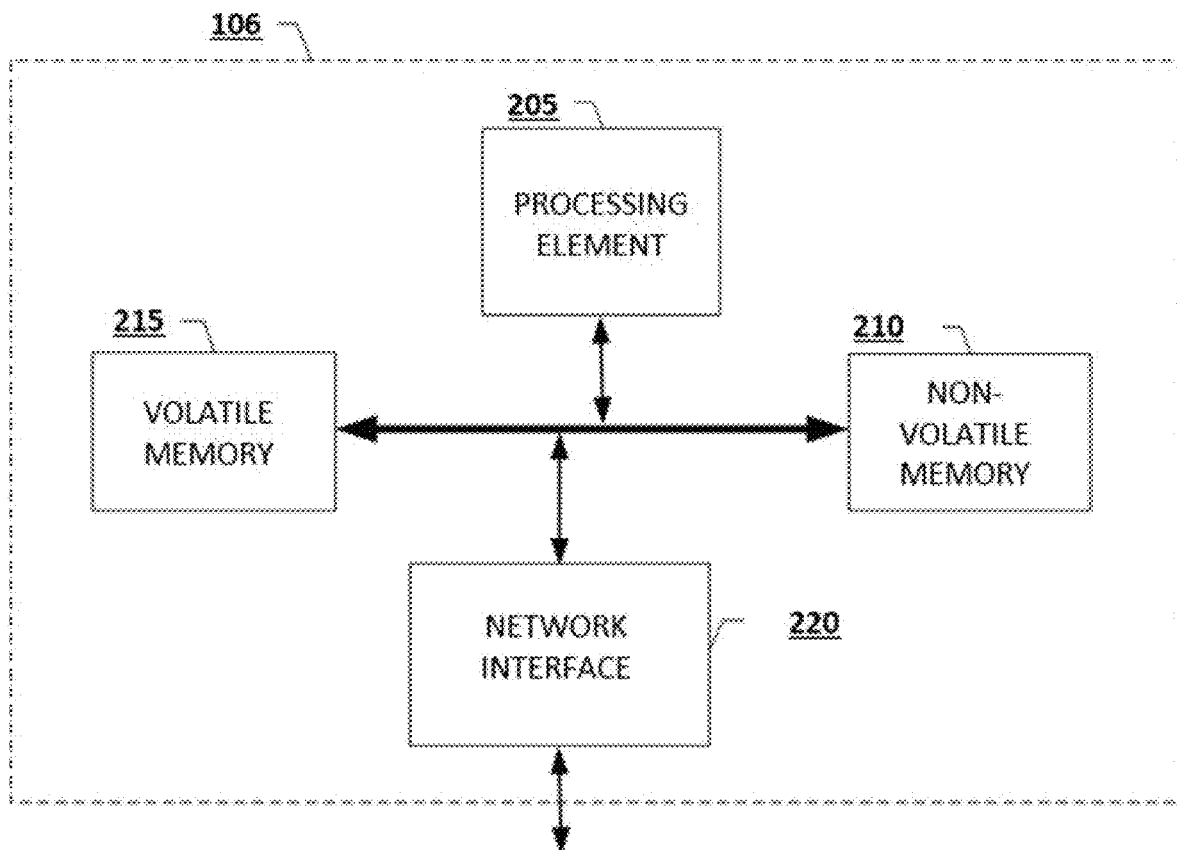 106
205
PROCESSING
ELEMENT
215
VOLATILE
MEMORY
210
NON-
VOLATILE
MEMORY
NETWORK
INTERFACE
220